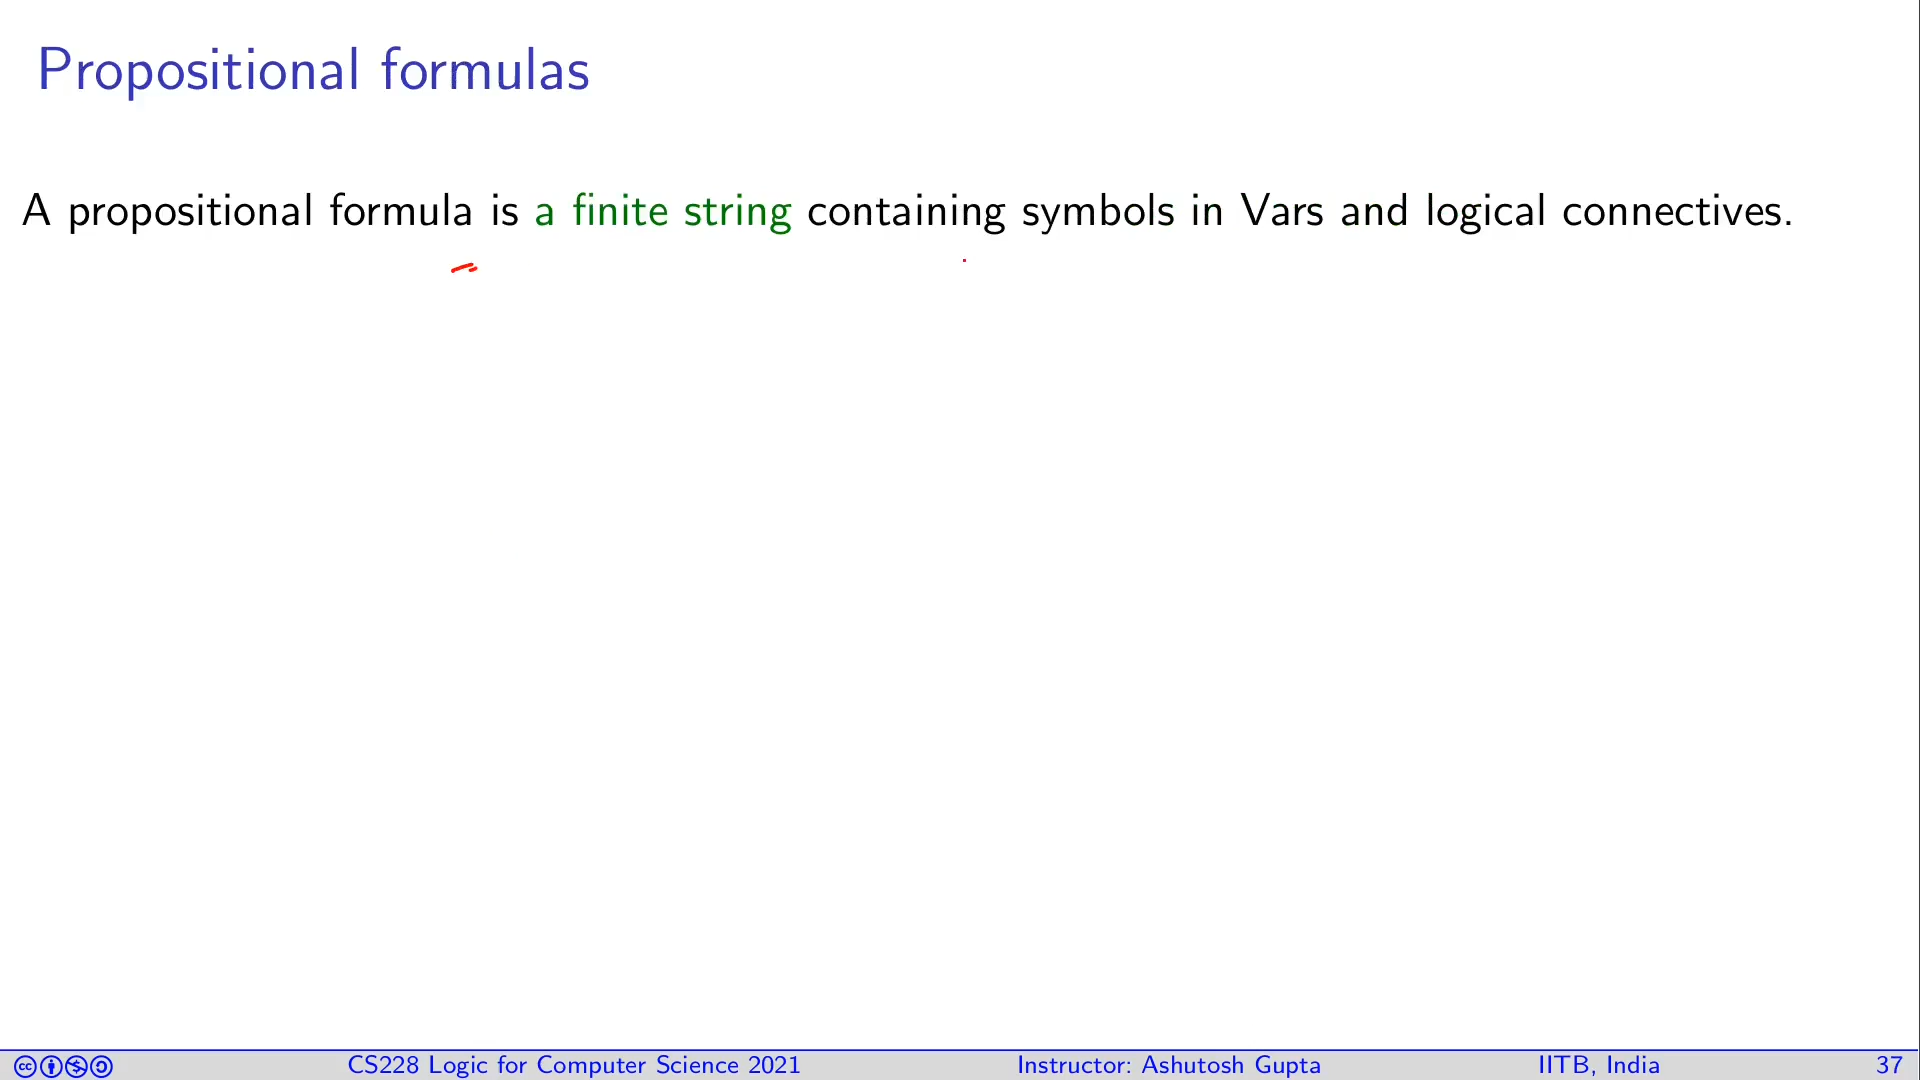 Propositional formulas
A propositional formula is a finite string containing symbols in Vars and logical connectives.
CS228 Logic for Computer Science 2021 Instructor: Ashutosh Gupta IITB, India 37